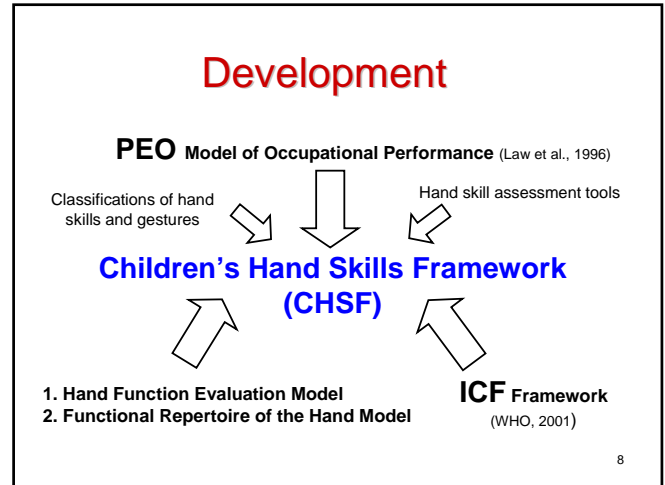 Development
PEO Model of Occupational Performance (Law et al., 1996)
Classifications of hand
skills and gestures
Hand skill assessment tools
Children's Hand Skills Framework
(CHSF)
1. Hand Function Evaluation Model
2. Functional Repertoire of the Hand Model
ICF Framework
(WHO, 2001)
8